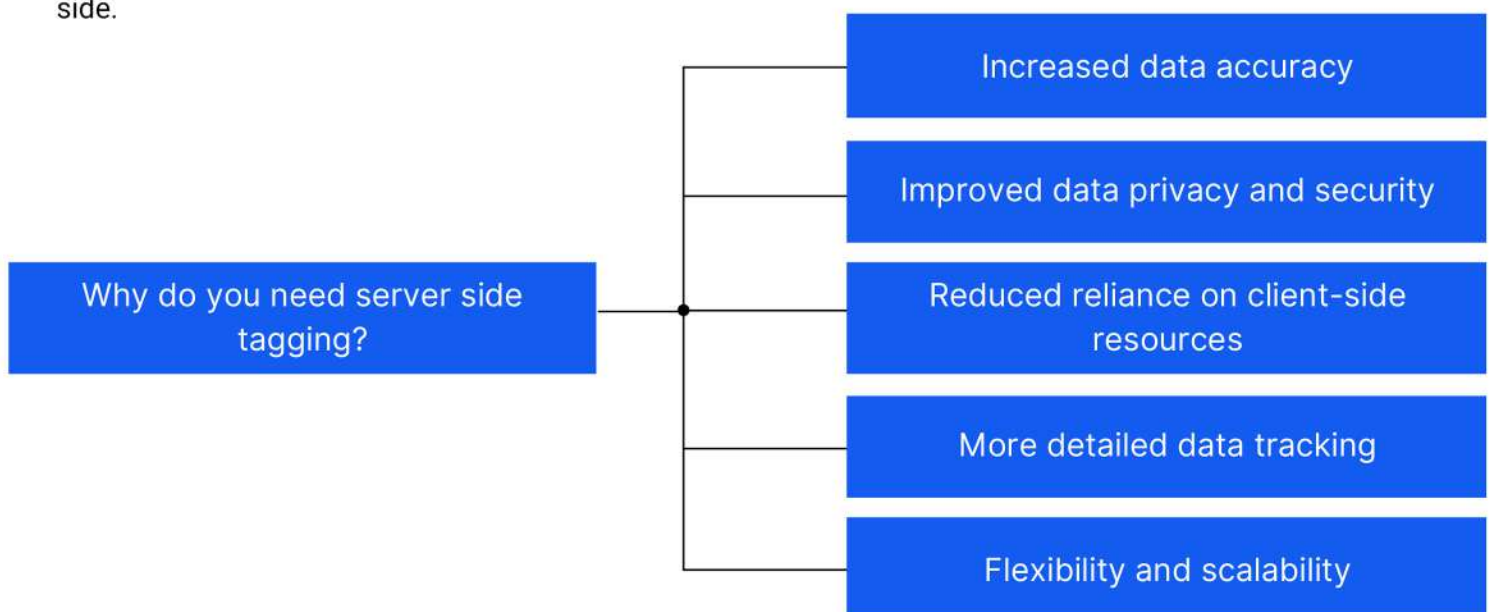 side.
Increased data accuracy
Improved data privacy and security
Why do you need server side
tagging?
Reduced reliance on client-side
resources
More detailed data tracking
Flexibility and scalability